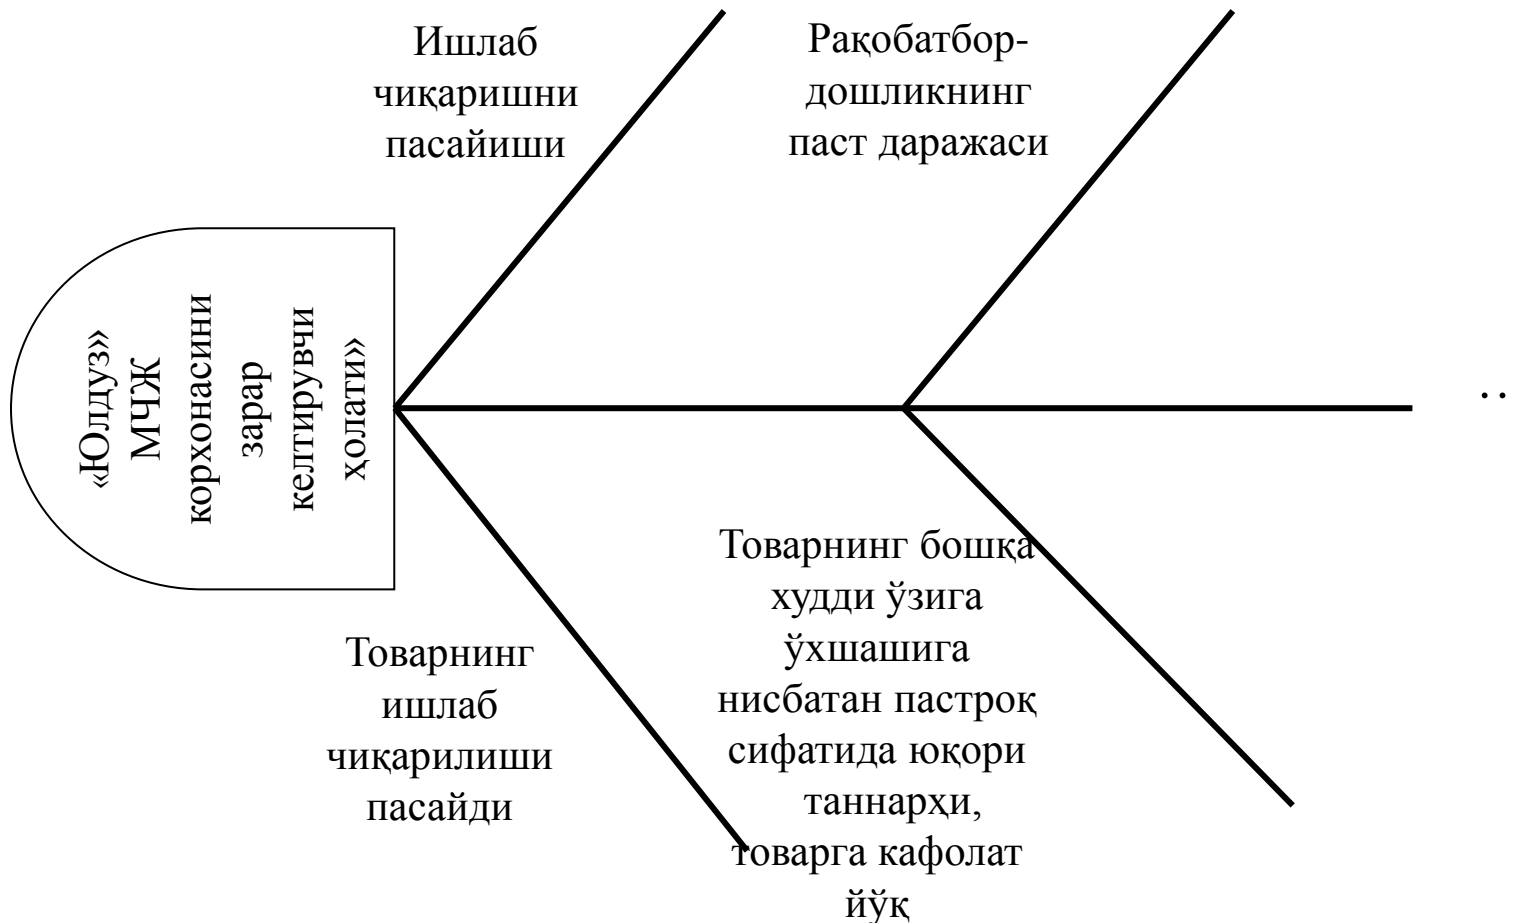 Ишлаб
чиқаришни
пасайиши
Рақобатбор-
дошликнинг
паст даражаси
«Юлдуз»
МЧЖ
корхонасини
зарар
келтирувчи
ҳолати»
..
Товарнинг
ишлаб
чиқарилиши
пасайди
Товарнинг бошқа
худди ўзига
ўхшашига
нисбатан пастроқ
сифатида юқори
таннарҳи,
товарга кафолат
йўқ